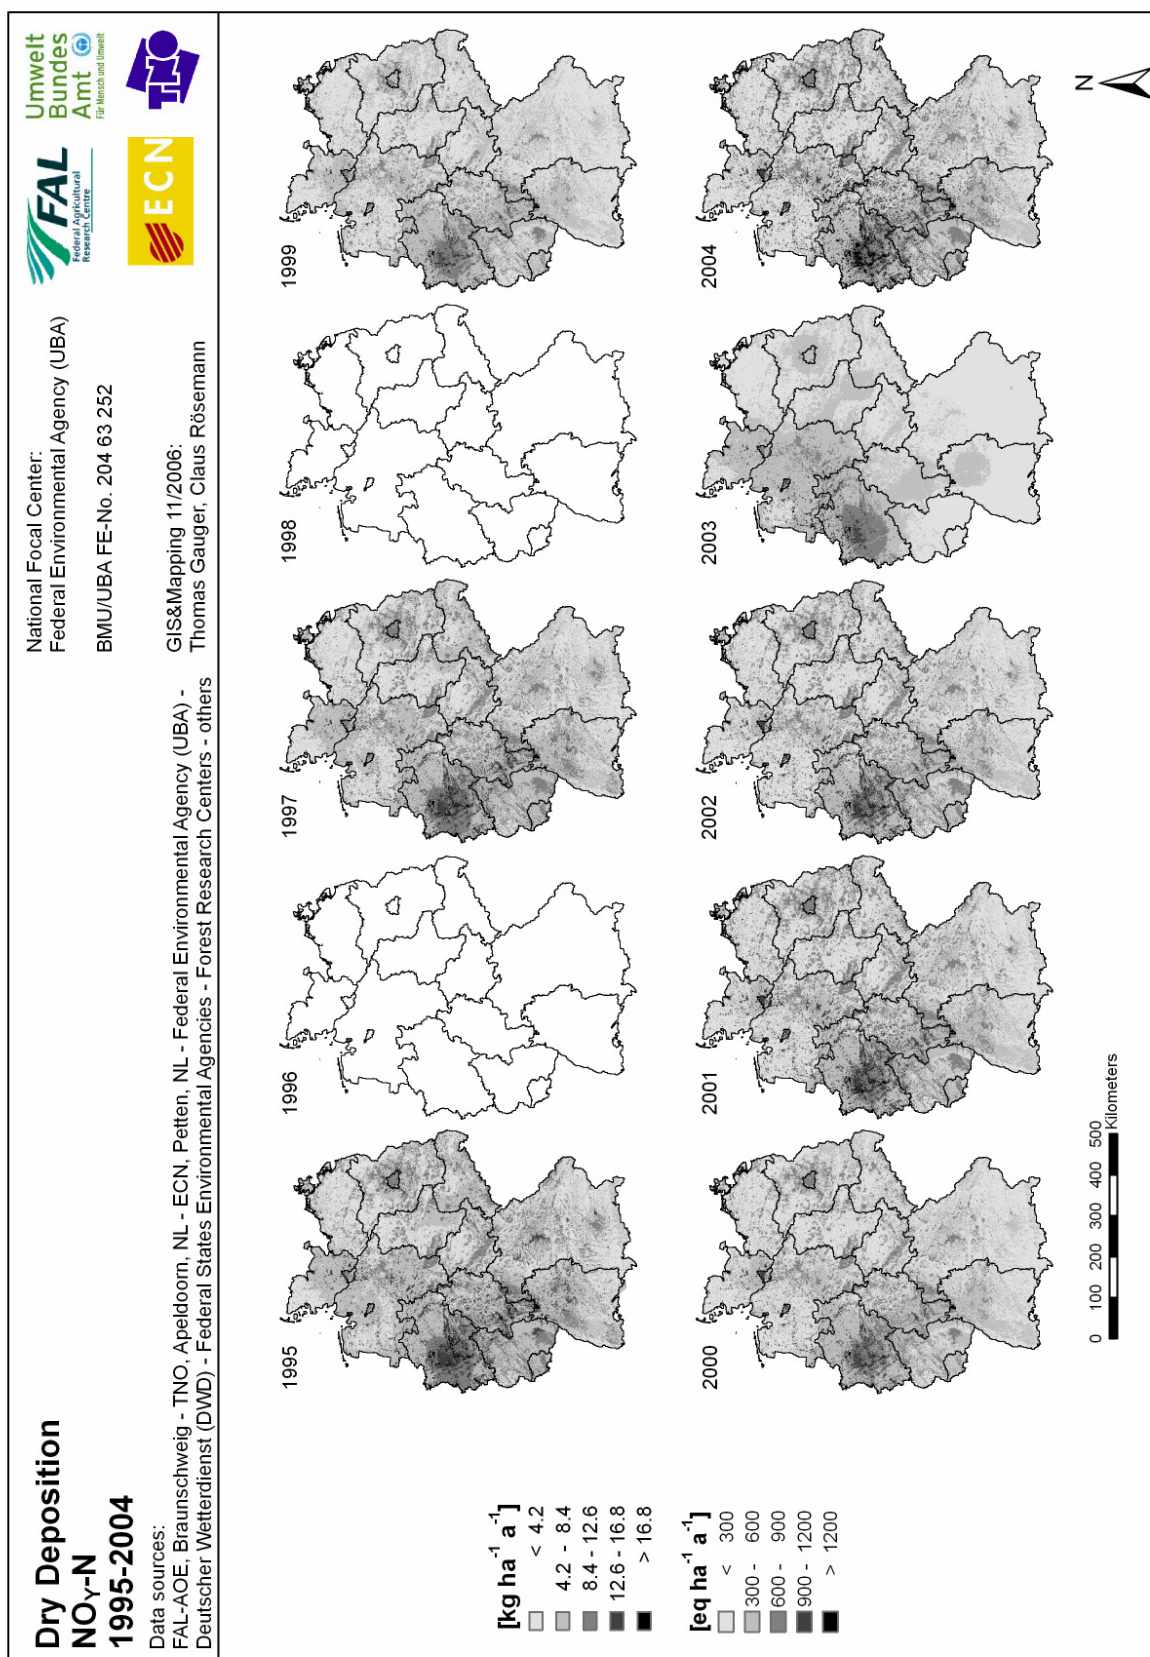 Dry Deposition
NOY-N
1995-2004
Data sources:
FAL-AOE, Braunschweig - TNO, Apeldoorn, NL - ECN, Petten, NL - Federal Environmental Agency (UBA) -
Deutscher Wetterdienst (DWD) - Federal States Environmental Agencies - Forest Research Centers - others
National Focal Center:
Federal Environmental Agency (UBA)
BMU/UBA FE-No. 204 63 252
GIS&Mapping 11/2006:
Thomas Gauger, Claus Rösemann
FAL
Federal Agricultural
Research Centre
Umwelt
Bundes
Amt
Für Mensch und Umwelt
ECN
TNO
[kg ha-1 a-1]
< 4.2
4.2 - 8.4
8.4 - 12.6
12.6 - 16.8
> 16.8
[eq ha-1 a-1]
< 300
300 - 600
600 - 900
900 - 1200
> 1200
1995
1996
1997
1998
1999
2000
2001
2002
2003
2004
0 100 200 300 400 500
Kilometers
N